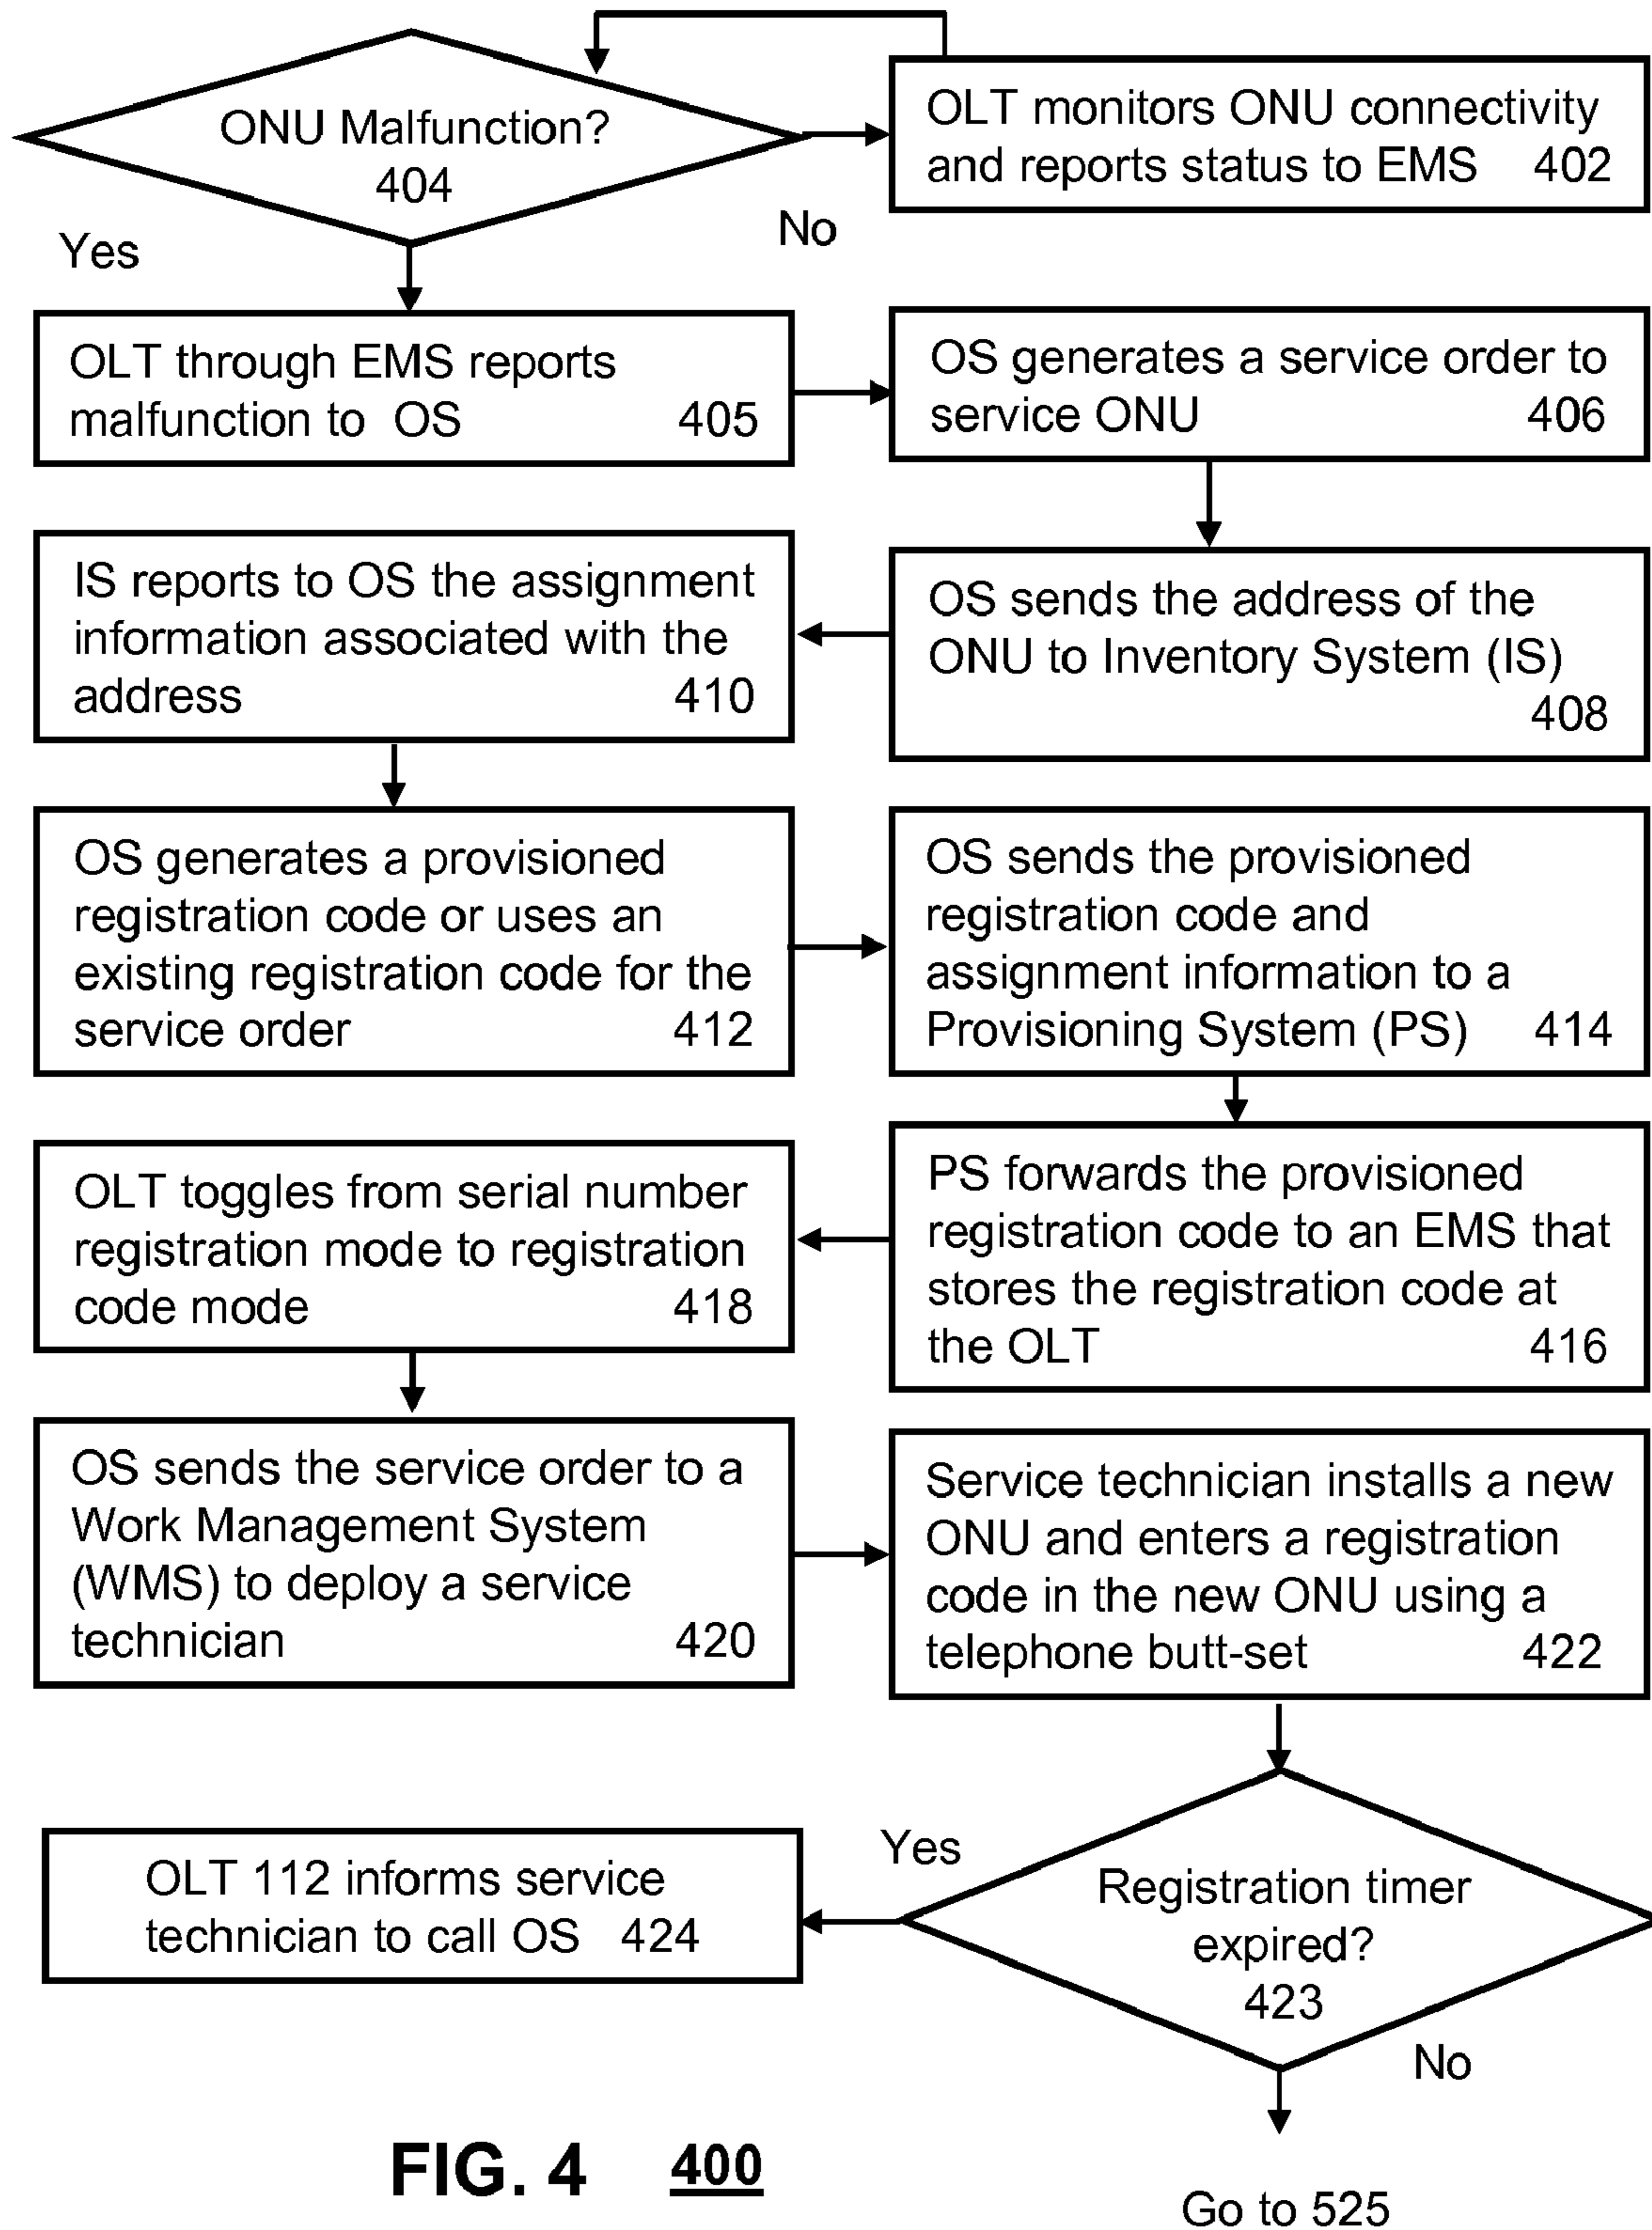 ONU Malfunction?
404
OLT monitors ONU connectivity
and reports status to EMS 402
Yes
No
OLT through EMS reports
malfunction to OS 405
OS generates a service order to
service ONU 406
OS sends the address of the
ONU to Inventory System (IS)
408
IS reports to OS the assignment
information associated with the
address 410
OS generates a provisioned
registration code or uses an
existing registration code for the
service order 412
OS sends the provisioned
registration code and
assignment information to a
Provisioning System (PS) 414
PS forwards the provisioned
registration code to an EMS that
stores the registration code at
the OLT 416
OLT toggles from serial number
registration mode to registration
code mode 418
OS sends the service order to a
Work Management System
(WMS) to deploy a service
technician 420
Service technician installs a new
ONU and enters a registration
code in the new ONU using a
telephone butt-set 422
Registration timer
expired?
423
Yes
OLT 112 informs service
technician to call OS 424
No
Go to 525
FIG. 4 400